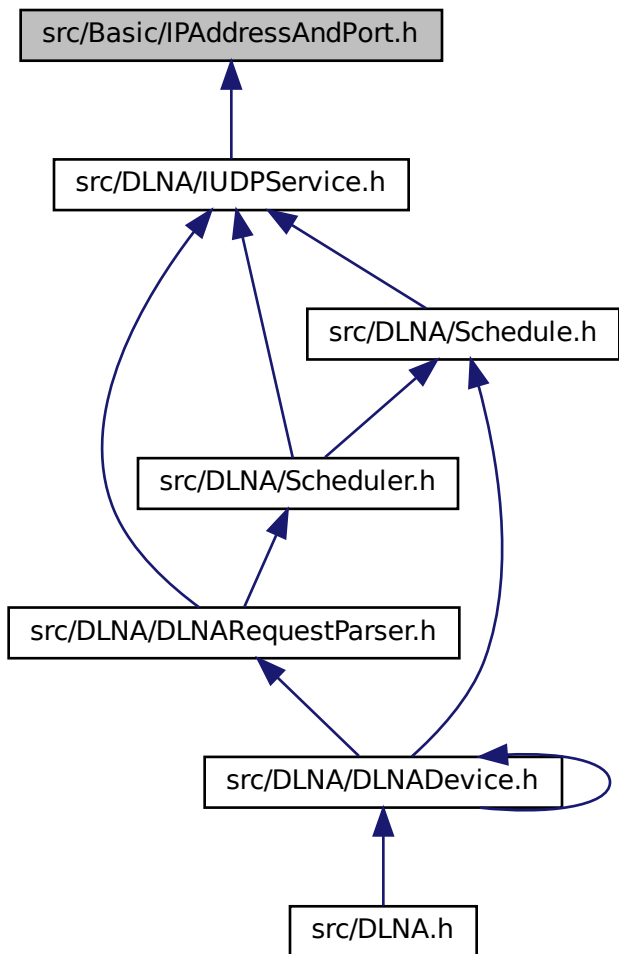 src/Basic/IPAddressAndPort.h
src/DLNA/IUDPService.h
src/DLNA/Schedule.h
src/DLNA/Scheduler.h
src/DLNA/DLNARequestParser.h
src/DLNA/DLNADevice.h
src/DLNA.h